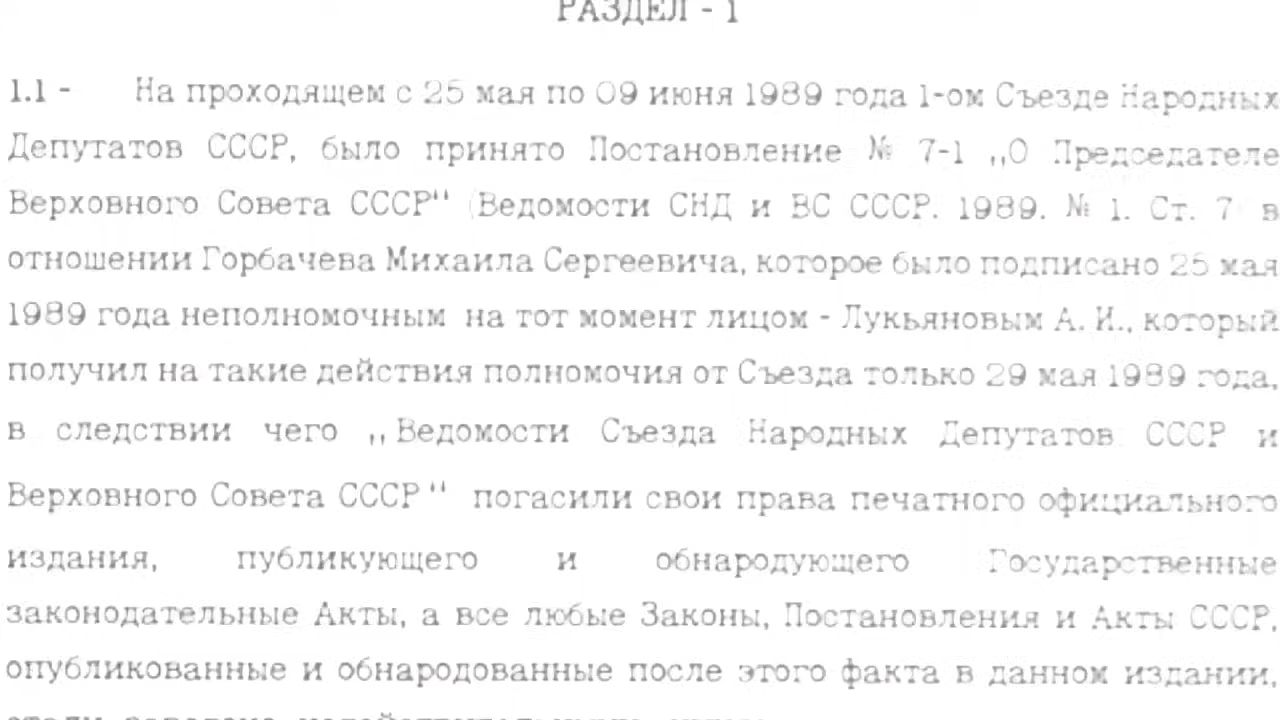 РАЗДЕЛ - 1
1.1 - На проходящем с 25 мая по 09 июня 1989 года 1-ом Съезде Народных
Депутатов СССР, было принято Постановление № 7-1 „О Председателе
Верховного Совета СССР" (Ведомости СНД и ВС СССР. 1989. № 1. Ст. 7 в
отношении Горбачева Михаила Сергеевича, которое было подписано 25 мая
1989 года неполномочным на тот момент лицом - Лукьяновым А. И., который
получил на такие действия полномочия от Съезда только 29 мая 1989 года,
в следствии чего „Ведомости Съезда Народных Депутатов СССР и
Верховного Совета СССР" погасили свои права печатного официального
издания, публикующего и обнародующего Государственные
законодательные Акты, а все любые Законы, Постановления и Акты СССР,
опубликованные и обнародованные после этого факта в данном издании,